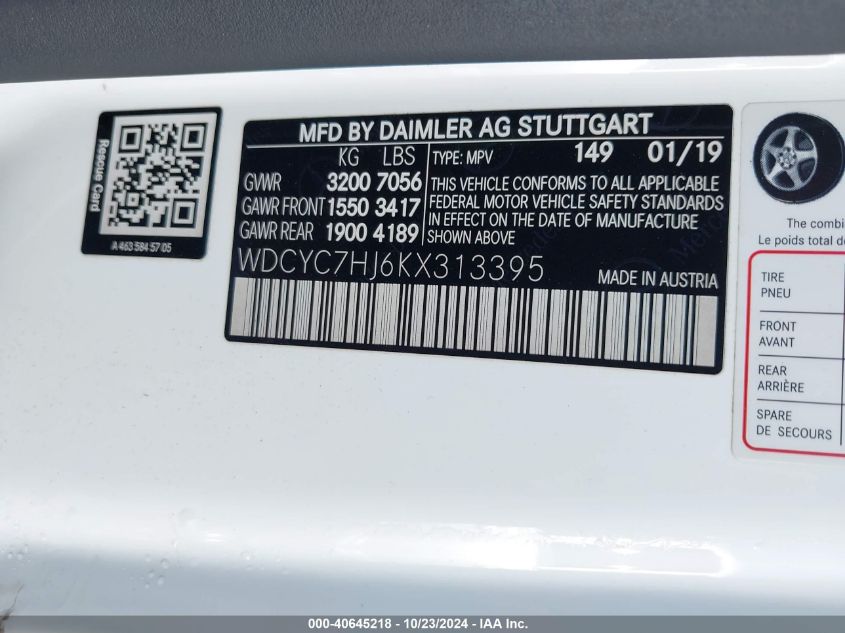 Rescue Card
A 463 584 57 05
MFD BY DAIMLER AG STUTTGART
KG LBS
TYPE: MPV 149 01/19
GVWR 3200 7056
GAWR FRONT 1550 3417
GAWR REAR 1900 4189
THIS VEHICLE CONFORMS TO ALL APPLICABLE
FEDERAL MOTOR VEHICLE SAFETY STANDARDS
IN EFFECT ON THE DATE OF MANUFACTURE
SHOWN ABOVE
WDCYC7HJ6KX313395
MADE IN AUSTRIA
The combi
Le poids total d
TIRE
PNEU
FRONT
AVANT
REAR
ARRIÈRE
SPARE
DE SECOURS
000-40645218 - 10/23/2024 - IAA Inc.